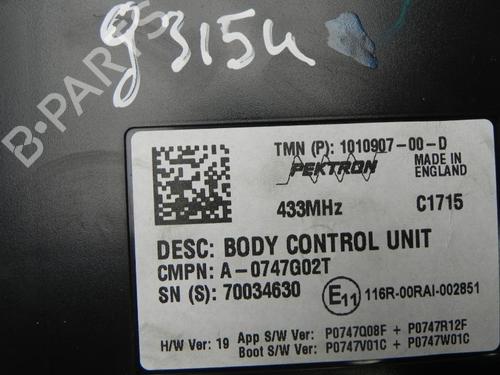 g315u
B-PARTS
TMN (P): 1010907-00-D
PEKTRON
MADE IN
ENGLAND
433MHz
C1715
DESC: BODY CONTROL UNIT
CMPN: A-0747G02T
SN (S): 70034630
E11
116R-00RAI-002851
H/W Ver: 19
App S/W Ver: P0747Q08F + P0747R12F
Boot S/W Ver: P0747V01C + P0747W01C